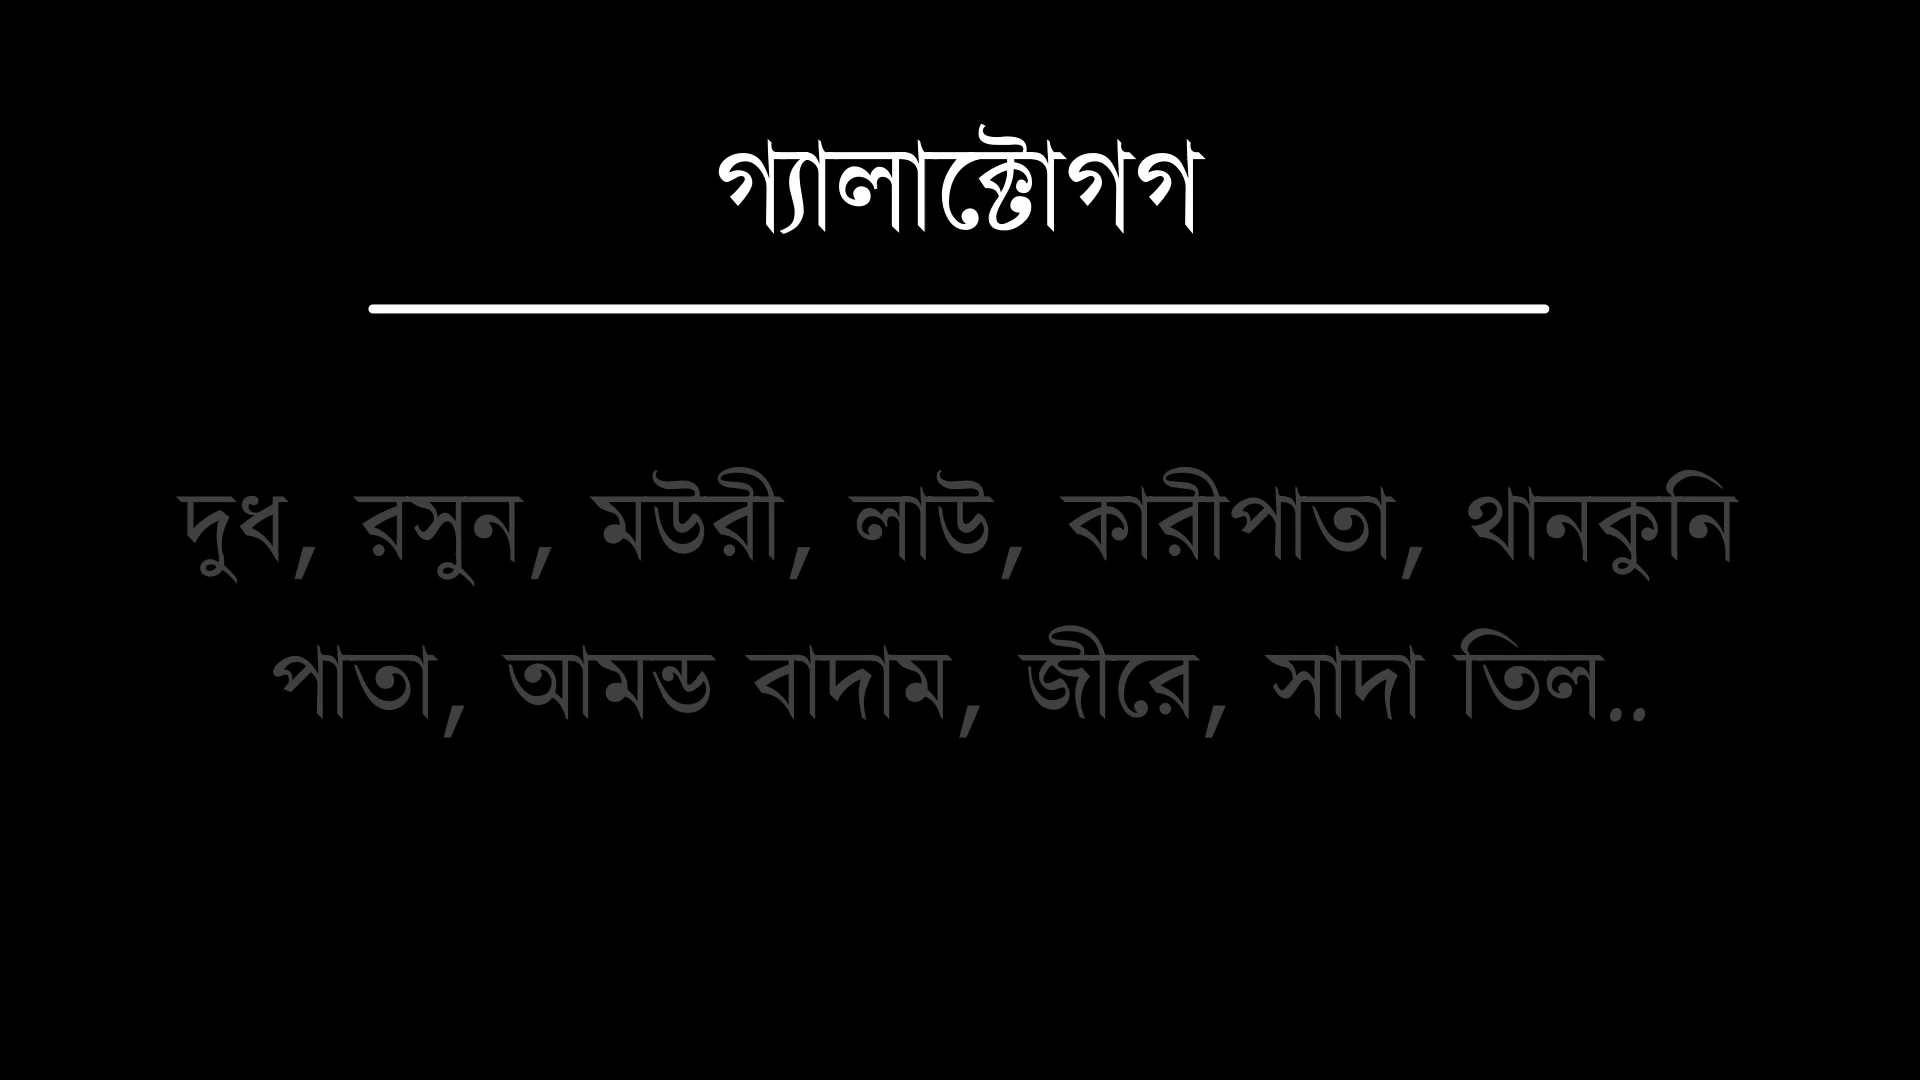 গ্যালাক্টোগগ
দুধ, রসুন, মউরী, লাউ, কারীপাতা, থানকুনি
পাতা, আমন্ড বাদাম, জীরে, সাদা তিল..